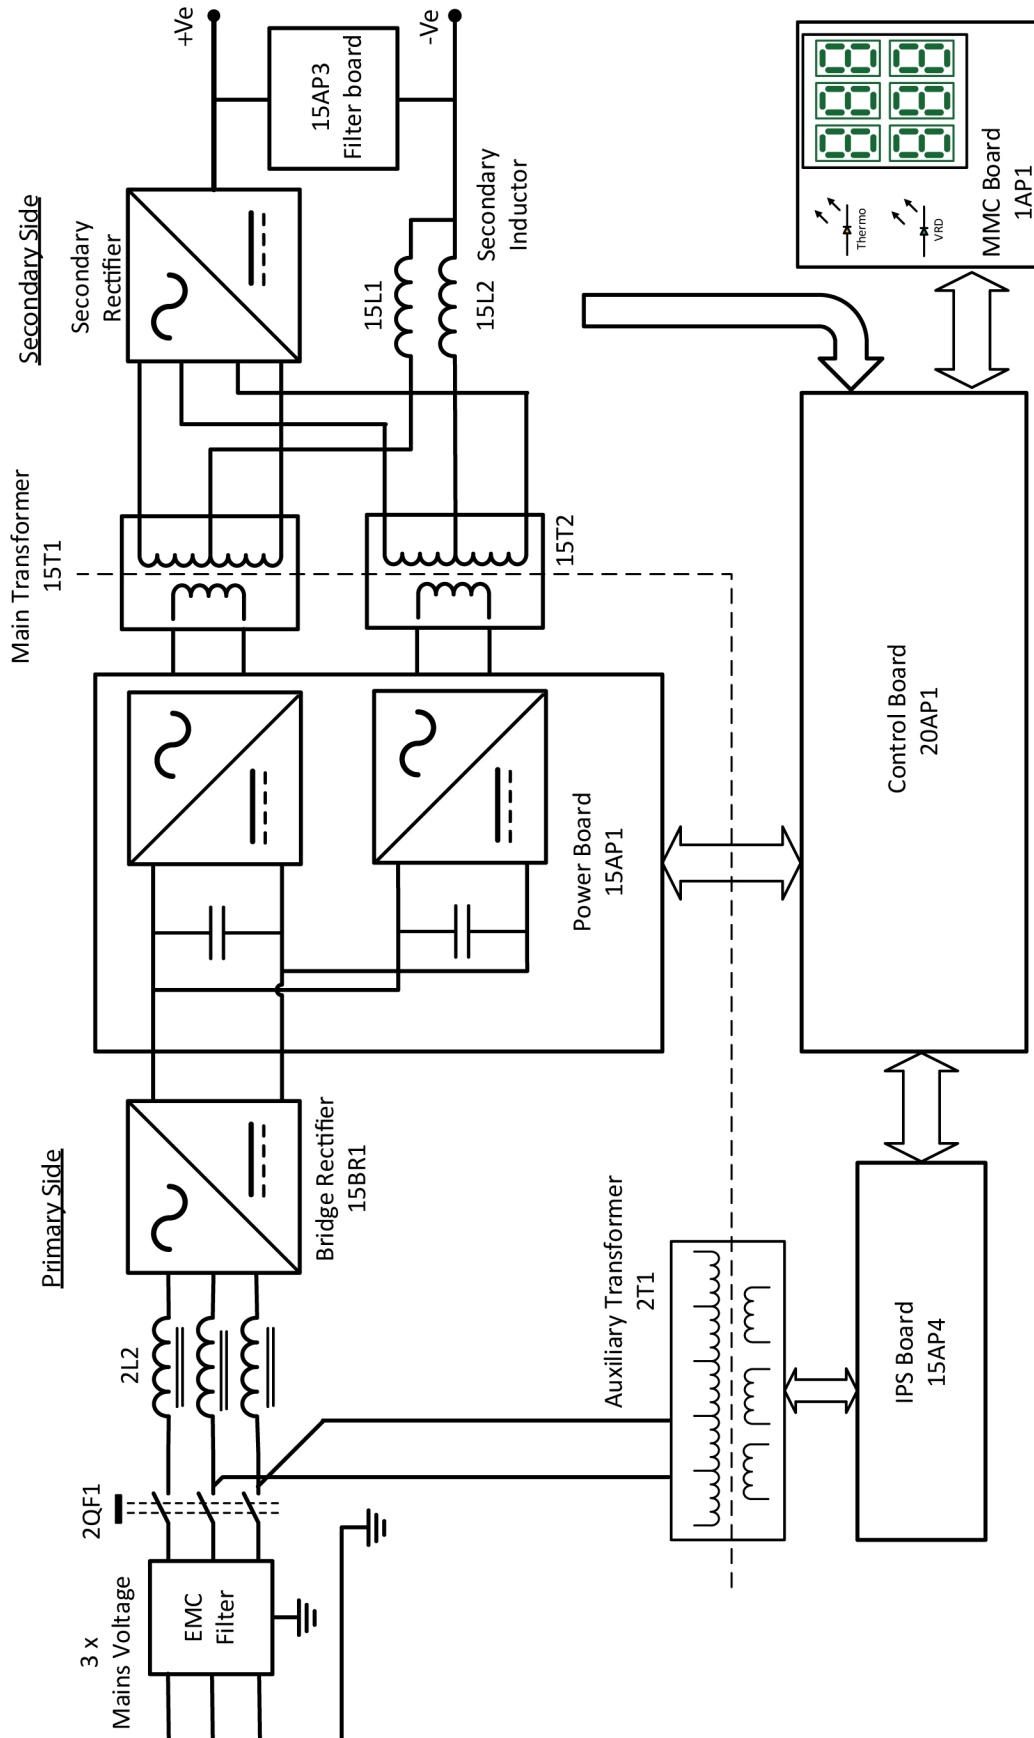 Primary Side
Secondary Side
3 x
Mains Voltage
EMC
Filter
2QF1
2L2
Bridge Rectifier
15BR1
Power Board
15AP1
Main Transformer
15T1
15T2
Secondary
Rectifier
15L1
15L2
Secondary
Inductor
+Ve
15AP3
Filter board
-Ve
Auxiliary Transformer
2T1
IPS Board
15AP4
Control Board
20AP1
Thermo
VRD
888
888
MMC Board
1AP1